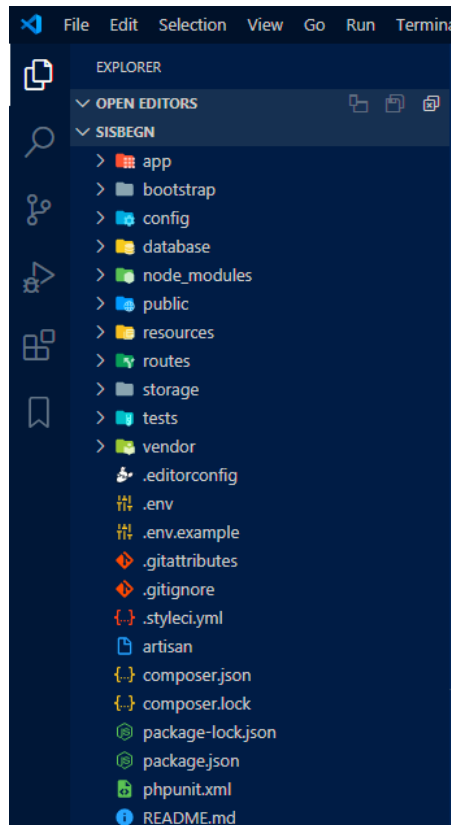 File Edit Selection View Go Run Termina
EXPLORER
OPEN EDITORS
SISBEGN
app
bootstrap
config
database
node_modules
public
resources
routes
storage
tests
vendor
.editorconfig
.env
.env.example
.gitattributes
.gitignore
.styleci.yml
artisan
composer.json
composer.lock
package-lock.json
package.json
phpunit.xml
README.md